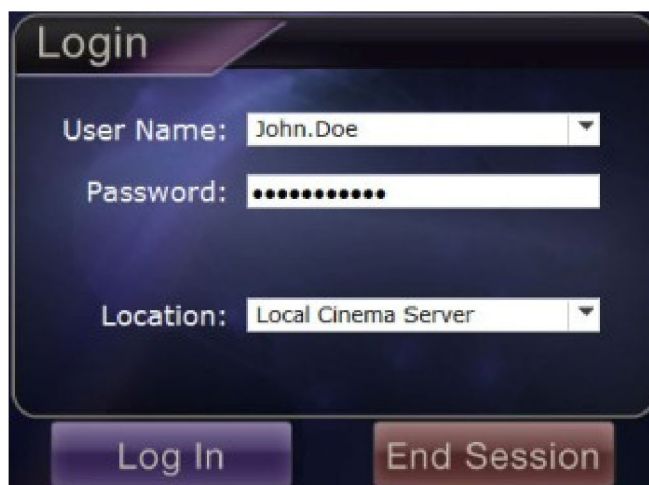 Login
User Name: John.Doe
Password: •••••••••••
Location: Local Cinema Server
Log In End Session